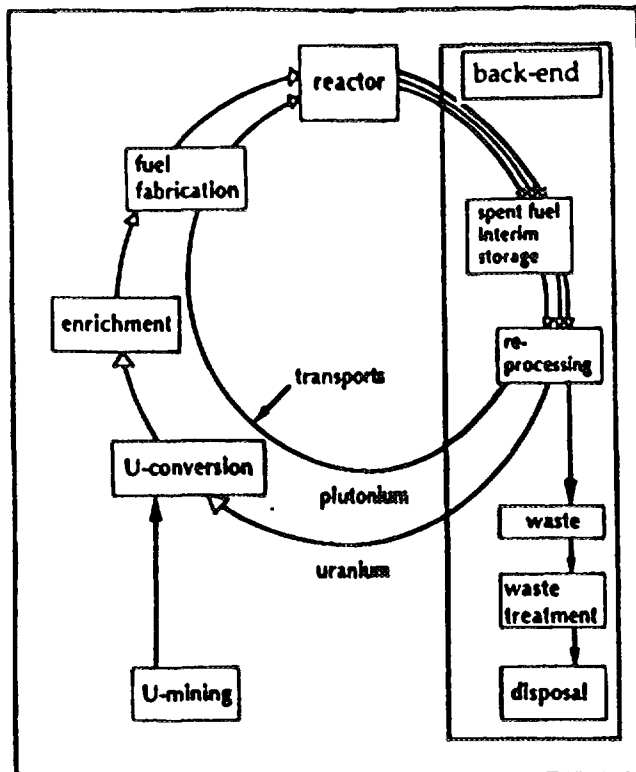 reactor
back-end
fuel
fabrication
spent fuel
interim
storage
enrichment
re-
processing
transports
U-conversion
plutonium
waste
uranium
waste
treatment
U-mining
disposal